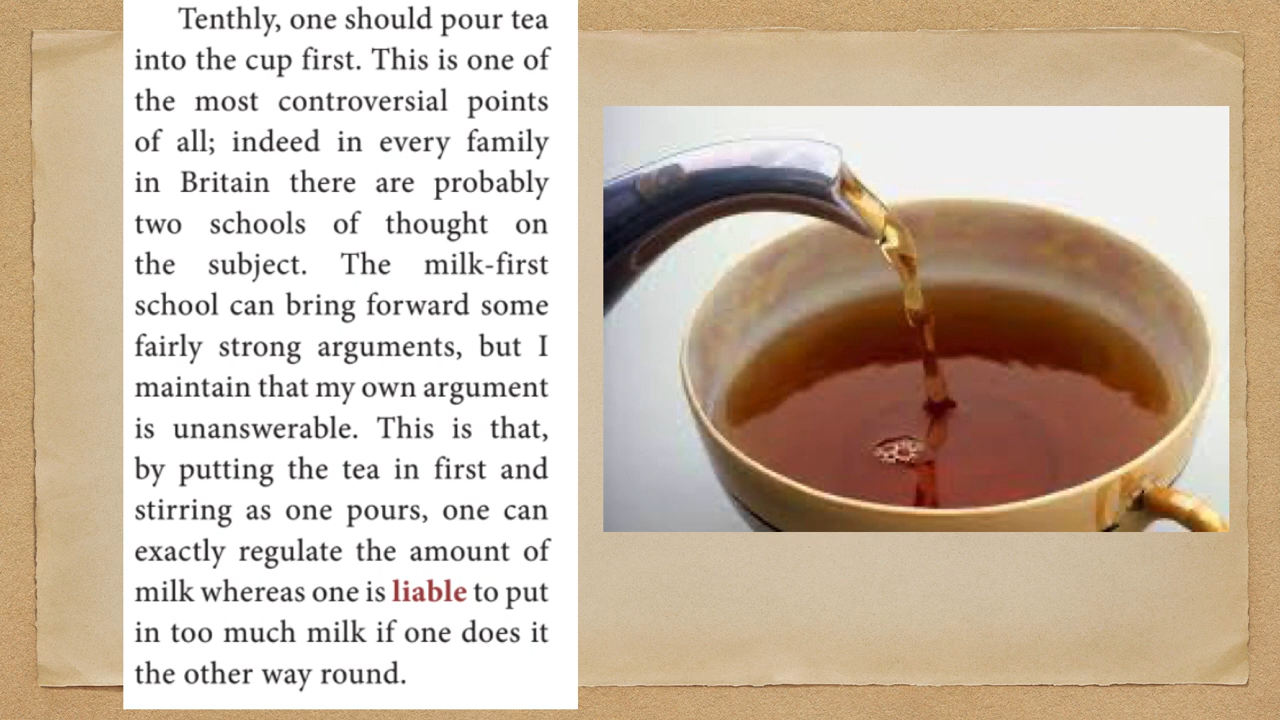 Tenthly, one should pour tea
into the cup first. This is one of
the most controversial points
of all; indeed in every family
in Britain there are probably
two schools of thought on
the subject. The milk-first
school can bring forward some
fairly strong arguments, but I
maintain that my own argument
is unanswerable. This is that,
by putting the tea in first and
stirring as one pours, one can
exactly regulate the amount of
milk whereas one is liable to put
in too much milk if one does it
the other way round.